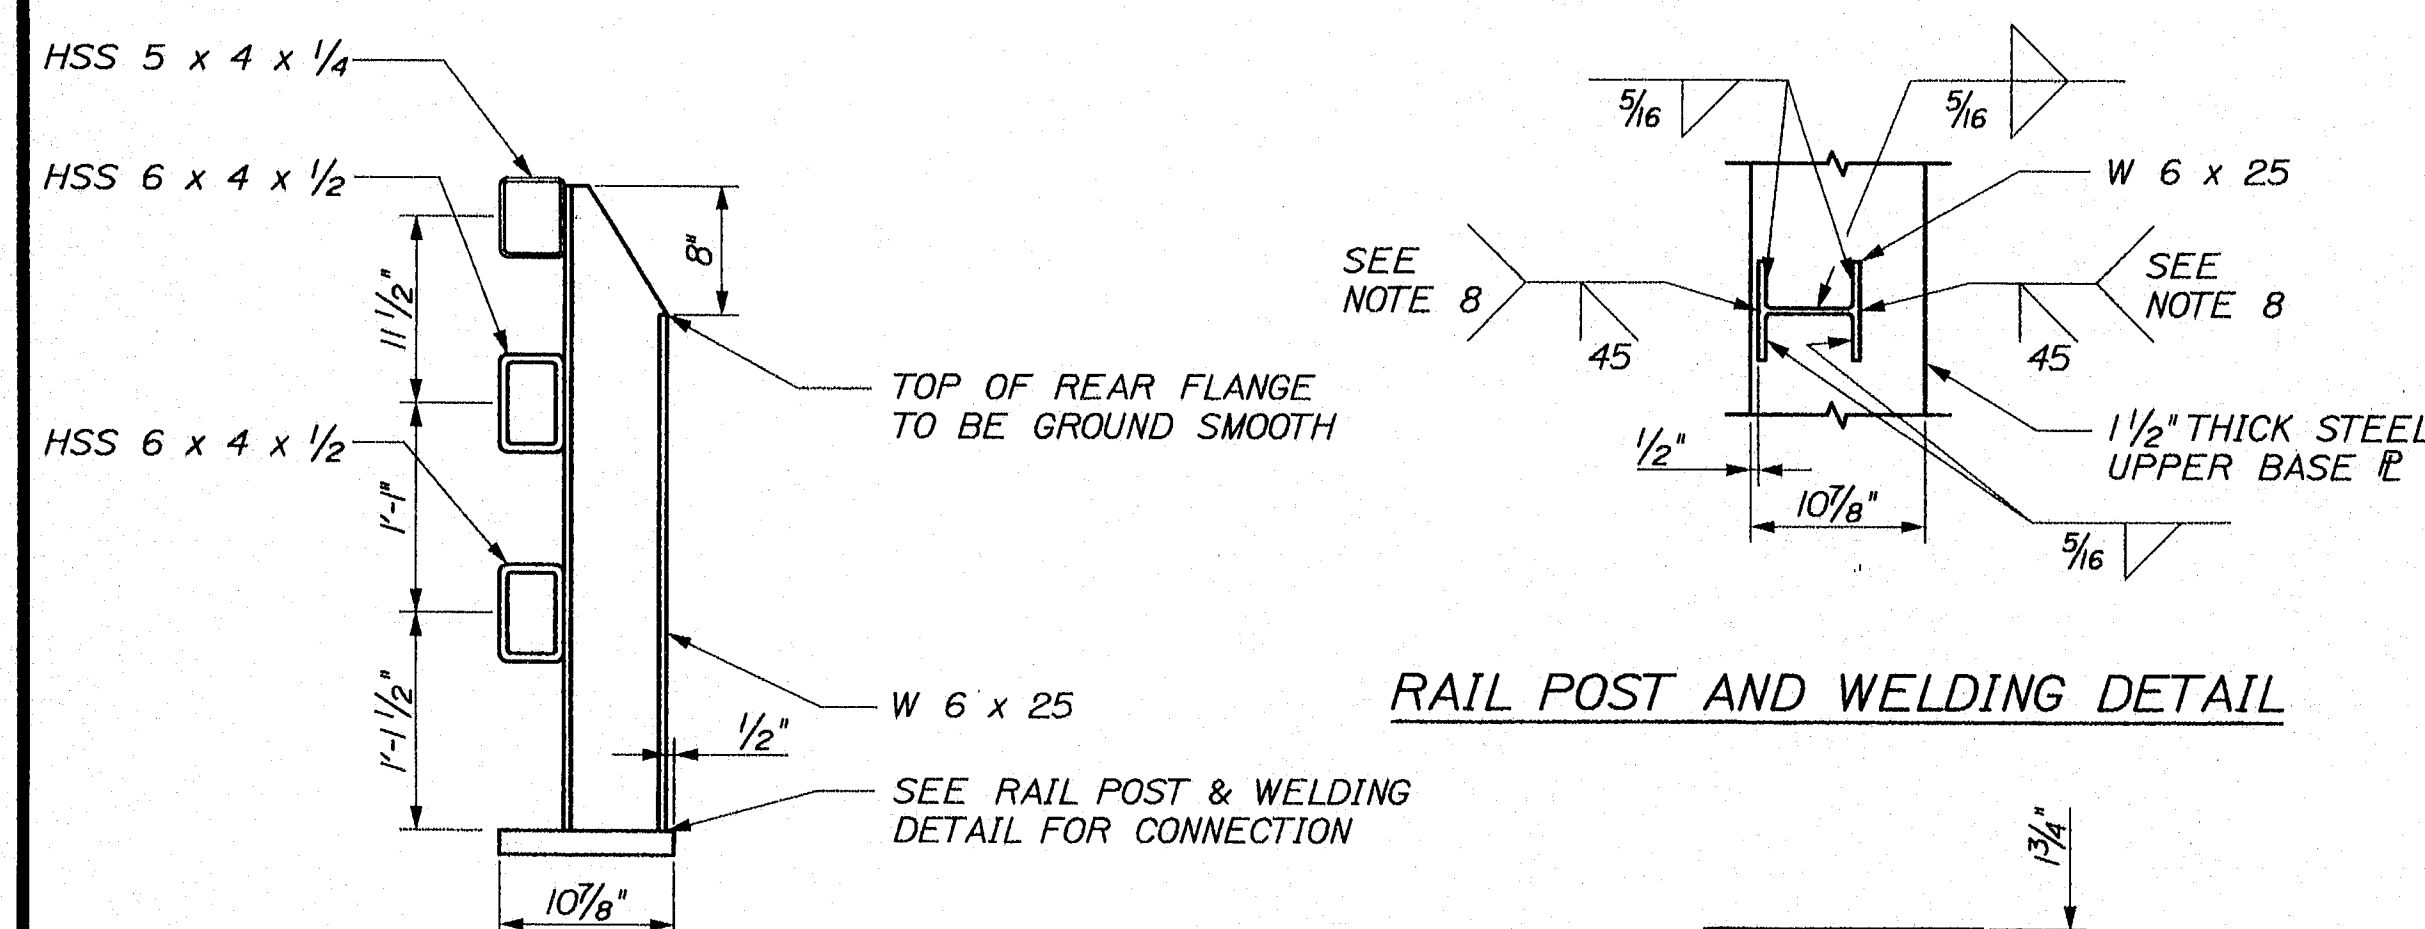 HSS 5 x 4 x 1/4
HSS 6 x 4 x 1/2
HSS 6 x 4 x 1/2
11 1/2"
1'-1"
1'-1 1/2"
8"
TOP OF REAR FLANGE
TO BE GROUND SMOOTH
W 6 x 25
1/2"
SEE RAIL POST & WELDING
DETAIL FOR CONNECTION
10 7/8"
5/16
5/16
W 6 x 25
SEE
NOTE 8
45
SEE
NOTE 8
45
1 1/2" THICK STEEL
UPPER BASE ⅊
1/2"
10 7/8"
5/16
RAIL POST AND WELDING DETAIL
1 3/4"